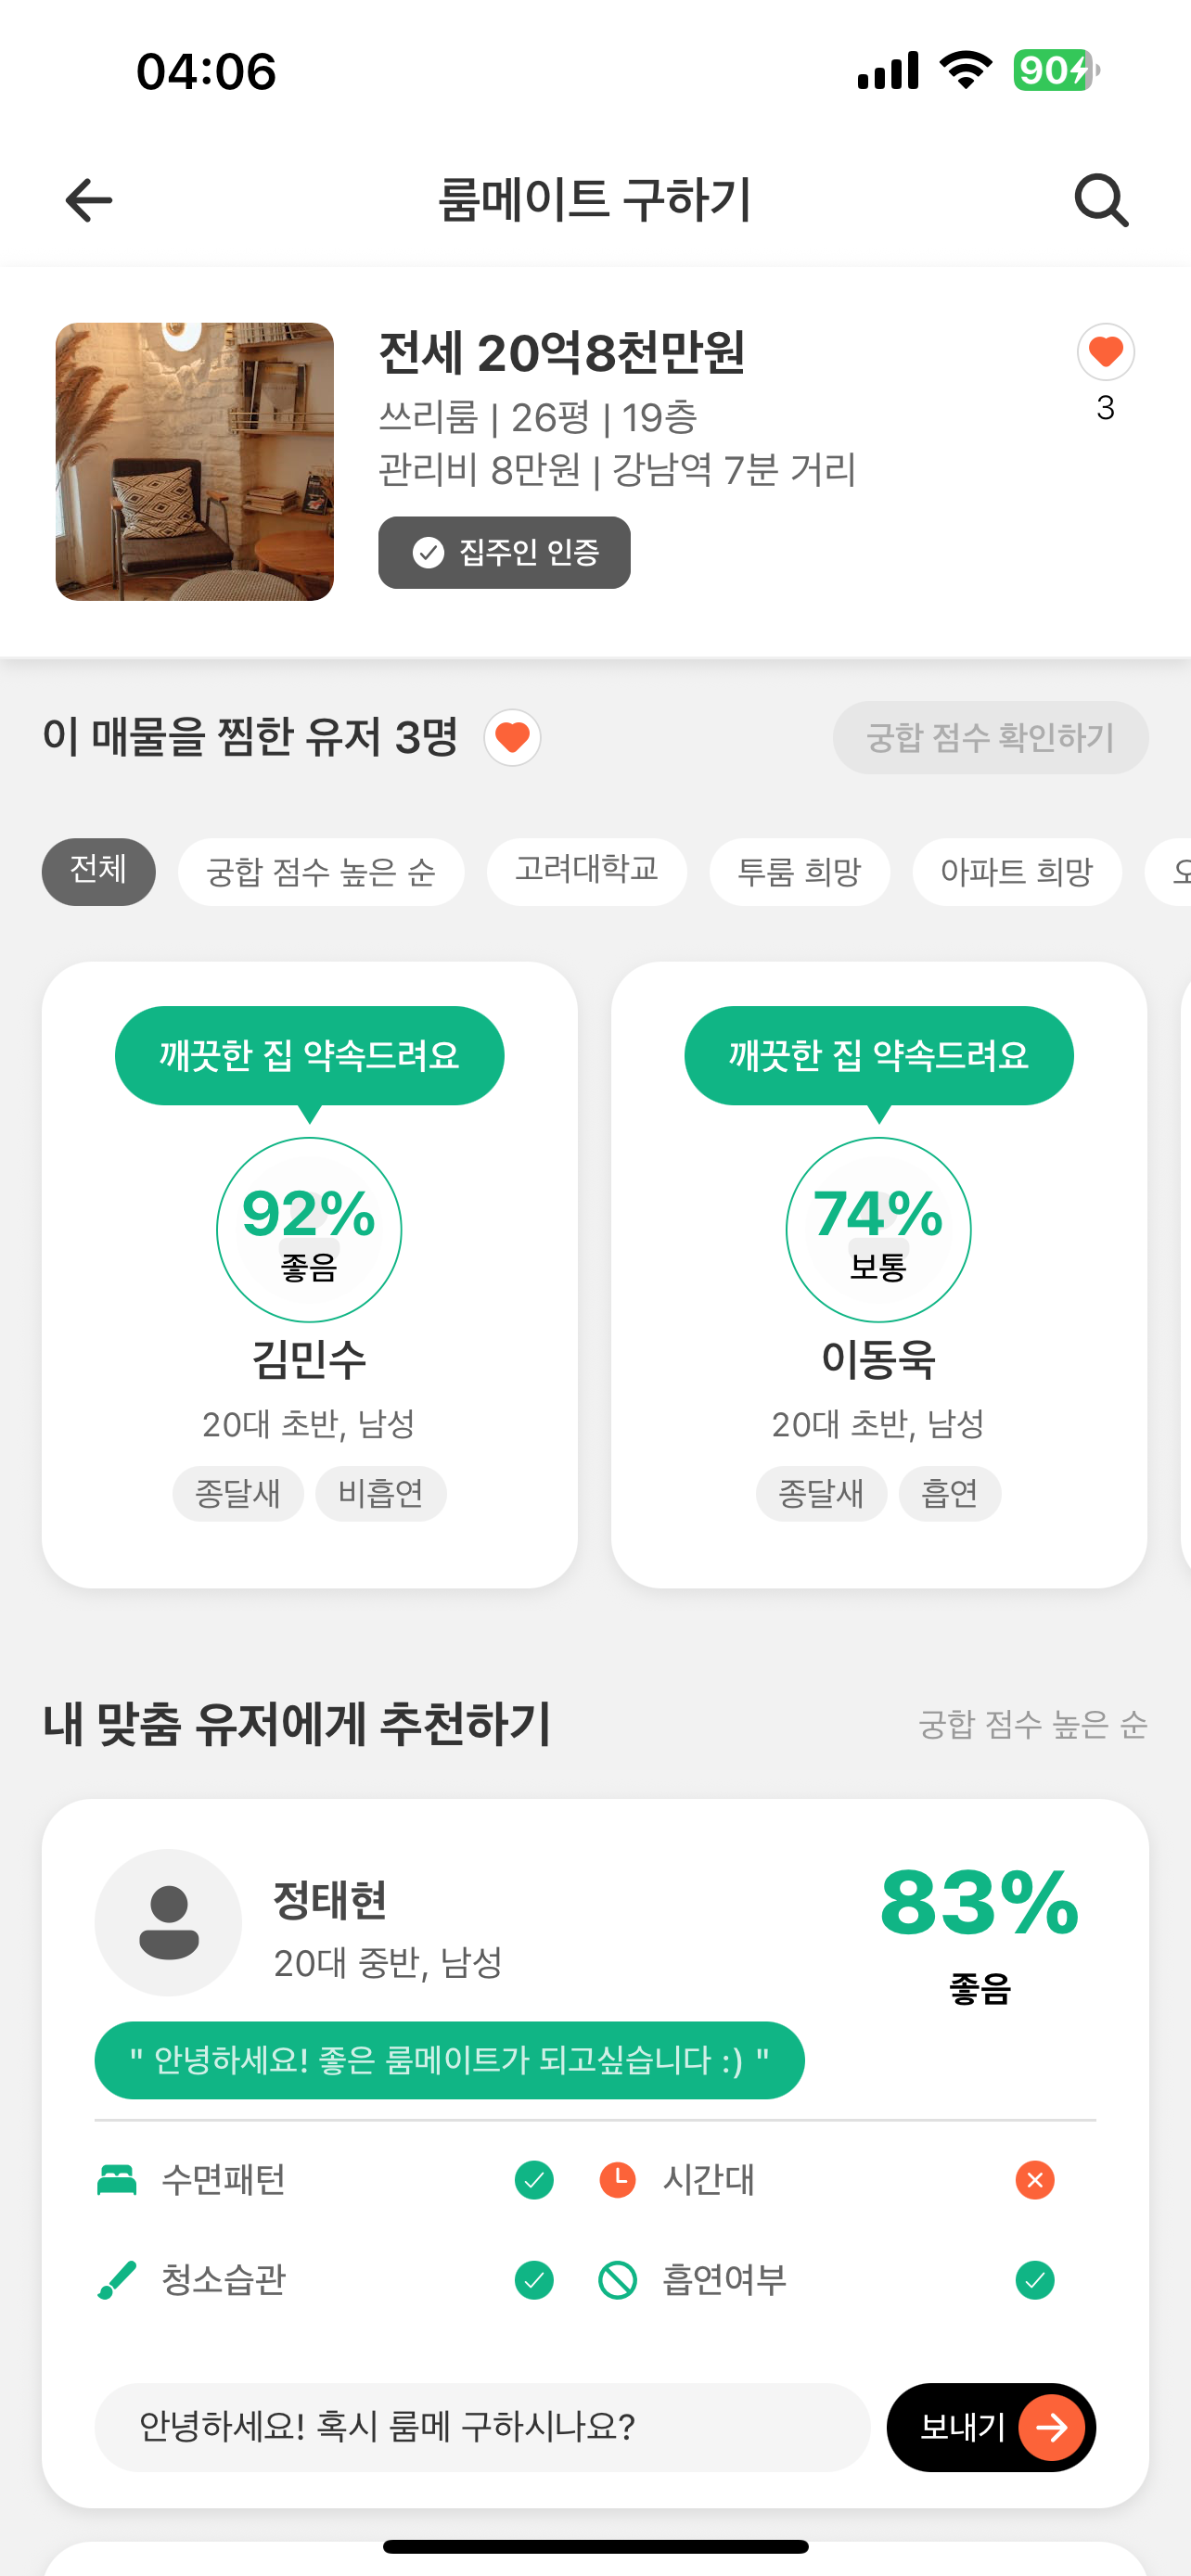 04:06
90
룸메이트 구하기
전세 20억8천만원
쓰리룸 | 26평 | 19층
관리비 8만원 | 강남역 7분 거리
3
집주인 인증
이 매물을 찜한 유저 3명
궁합 점수 확인하기
전체
궁합 점수 높은 순
고려대학교
투룸 희망
아파트 희망
깨끗한 집 약속드려요
92%
좋음
김민수
20대 초반, 남성
종달새
비흡연
깨끗한 집 약속드려요
74%
보통
이동욱
20대 초반, 남성
종달새
흡연
내 맞춤 유저에게 추천하기
궁합 점수 높은 순
정태현
20대 중반, 남성
83%
좋음
" 안녕하세요! 좋은 룸메이트가 되고싶습니다 :) "
수면패턴
시간대
청소습관
흡연여부
안녕하세요! 혹시 룸메 구하시나요?
보내기